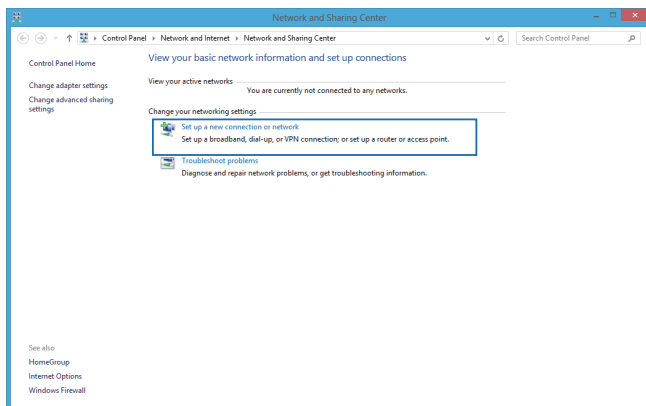 Network and Sharing Center
Control Panel Network and Internet Network and Sharing Center
Search Control Panel
Control Panel Home
Change adapter settings
Change advanced sharing
settings
View your basic network information and set up connections
View your active networks
You are currently not connected to any networks.
Change your networking settings
Set up a new connection or network
Set up a broadband, dial-up, or VPN connection; or set up a router or access point.
Troubleshoot problems
Diagnose and repair network problems, or get troubleshooting information.
See also
HomeGroup
Internet Options
Windows Firewall